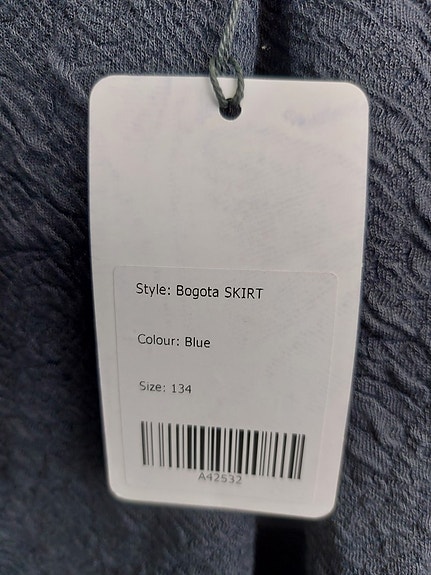 Style: Bogota SKIRT
Colour: Blue
Size: 134
A42532